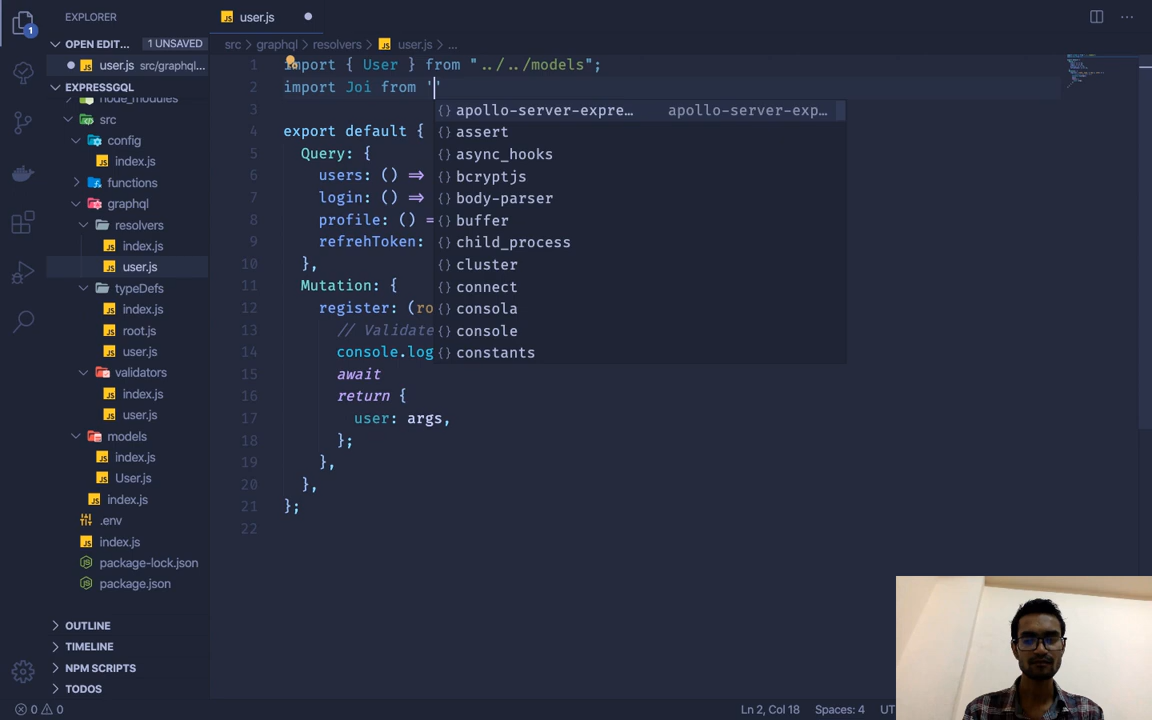 EXPLORER
user.js
1
OPEN EDIT...
1 UNSAVED
src > graphql > resolvers > user.js > ...
user.js src/graphql...
EXPRESSGQL
node_modules
src
config
index.js
functions
graphql
resolvers
index.js
user.js
typeDefs
index.js
root.js
user.js
validators
index.js
user.js
models
index.js
User.js
index.js
.env
index.js
package-lock.json
package.json
OUTLINE
TIMELINE
NPM SCRIPTS
TODOS
1 import { User } from "../../models";
2 import Joi from ''
3
4 export default {
5 Query: {
6 users: () =>
7 login: () =>
8 profile: () =
9 refrehToken:
10 },
11 Mutation: {
12 register: (ro
13 // Validate
14 console.log
15 await
16 return {
17 user: args,
18 };
19 },
20 },
21 };
22
{} apollo-server-expre... apollo-server-exp...
{} assert
{} async_hooks
{} bcryptjs
{} body-parser
{} buffer
{} child_process
{} cluster
{} connect
{} consola
{} console
{} constants
0 0
Ln 2, Col 18
Spaces: 4
UT